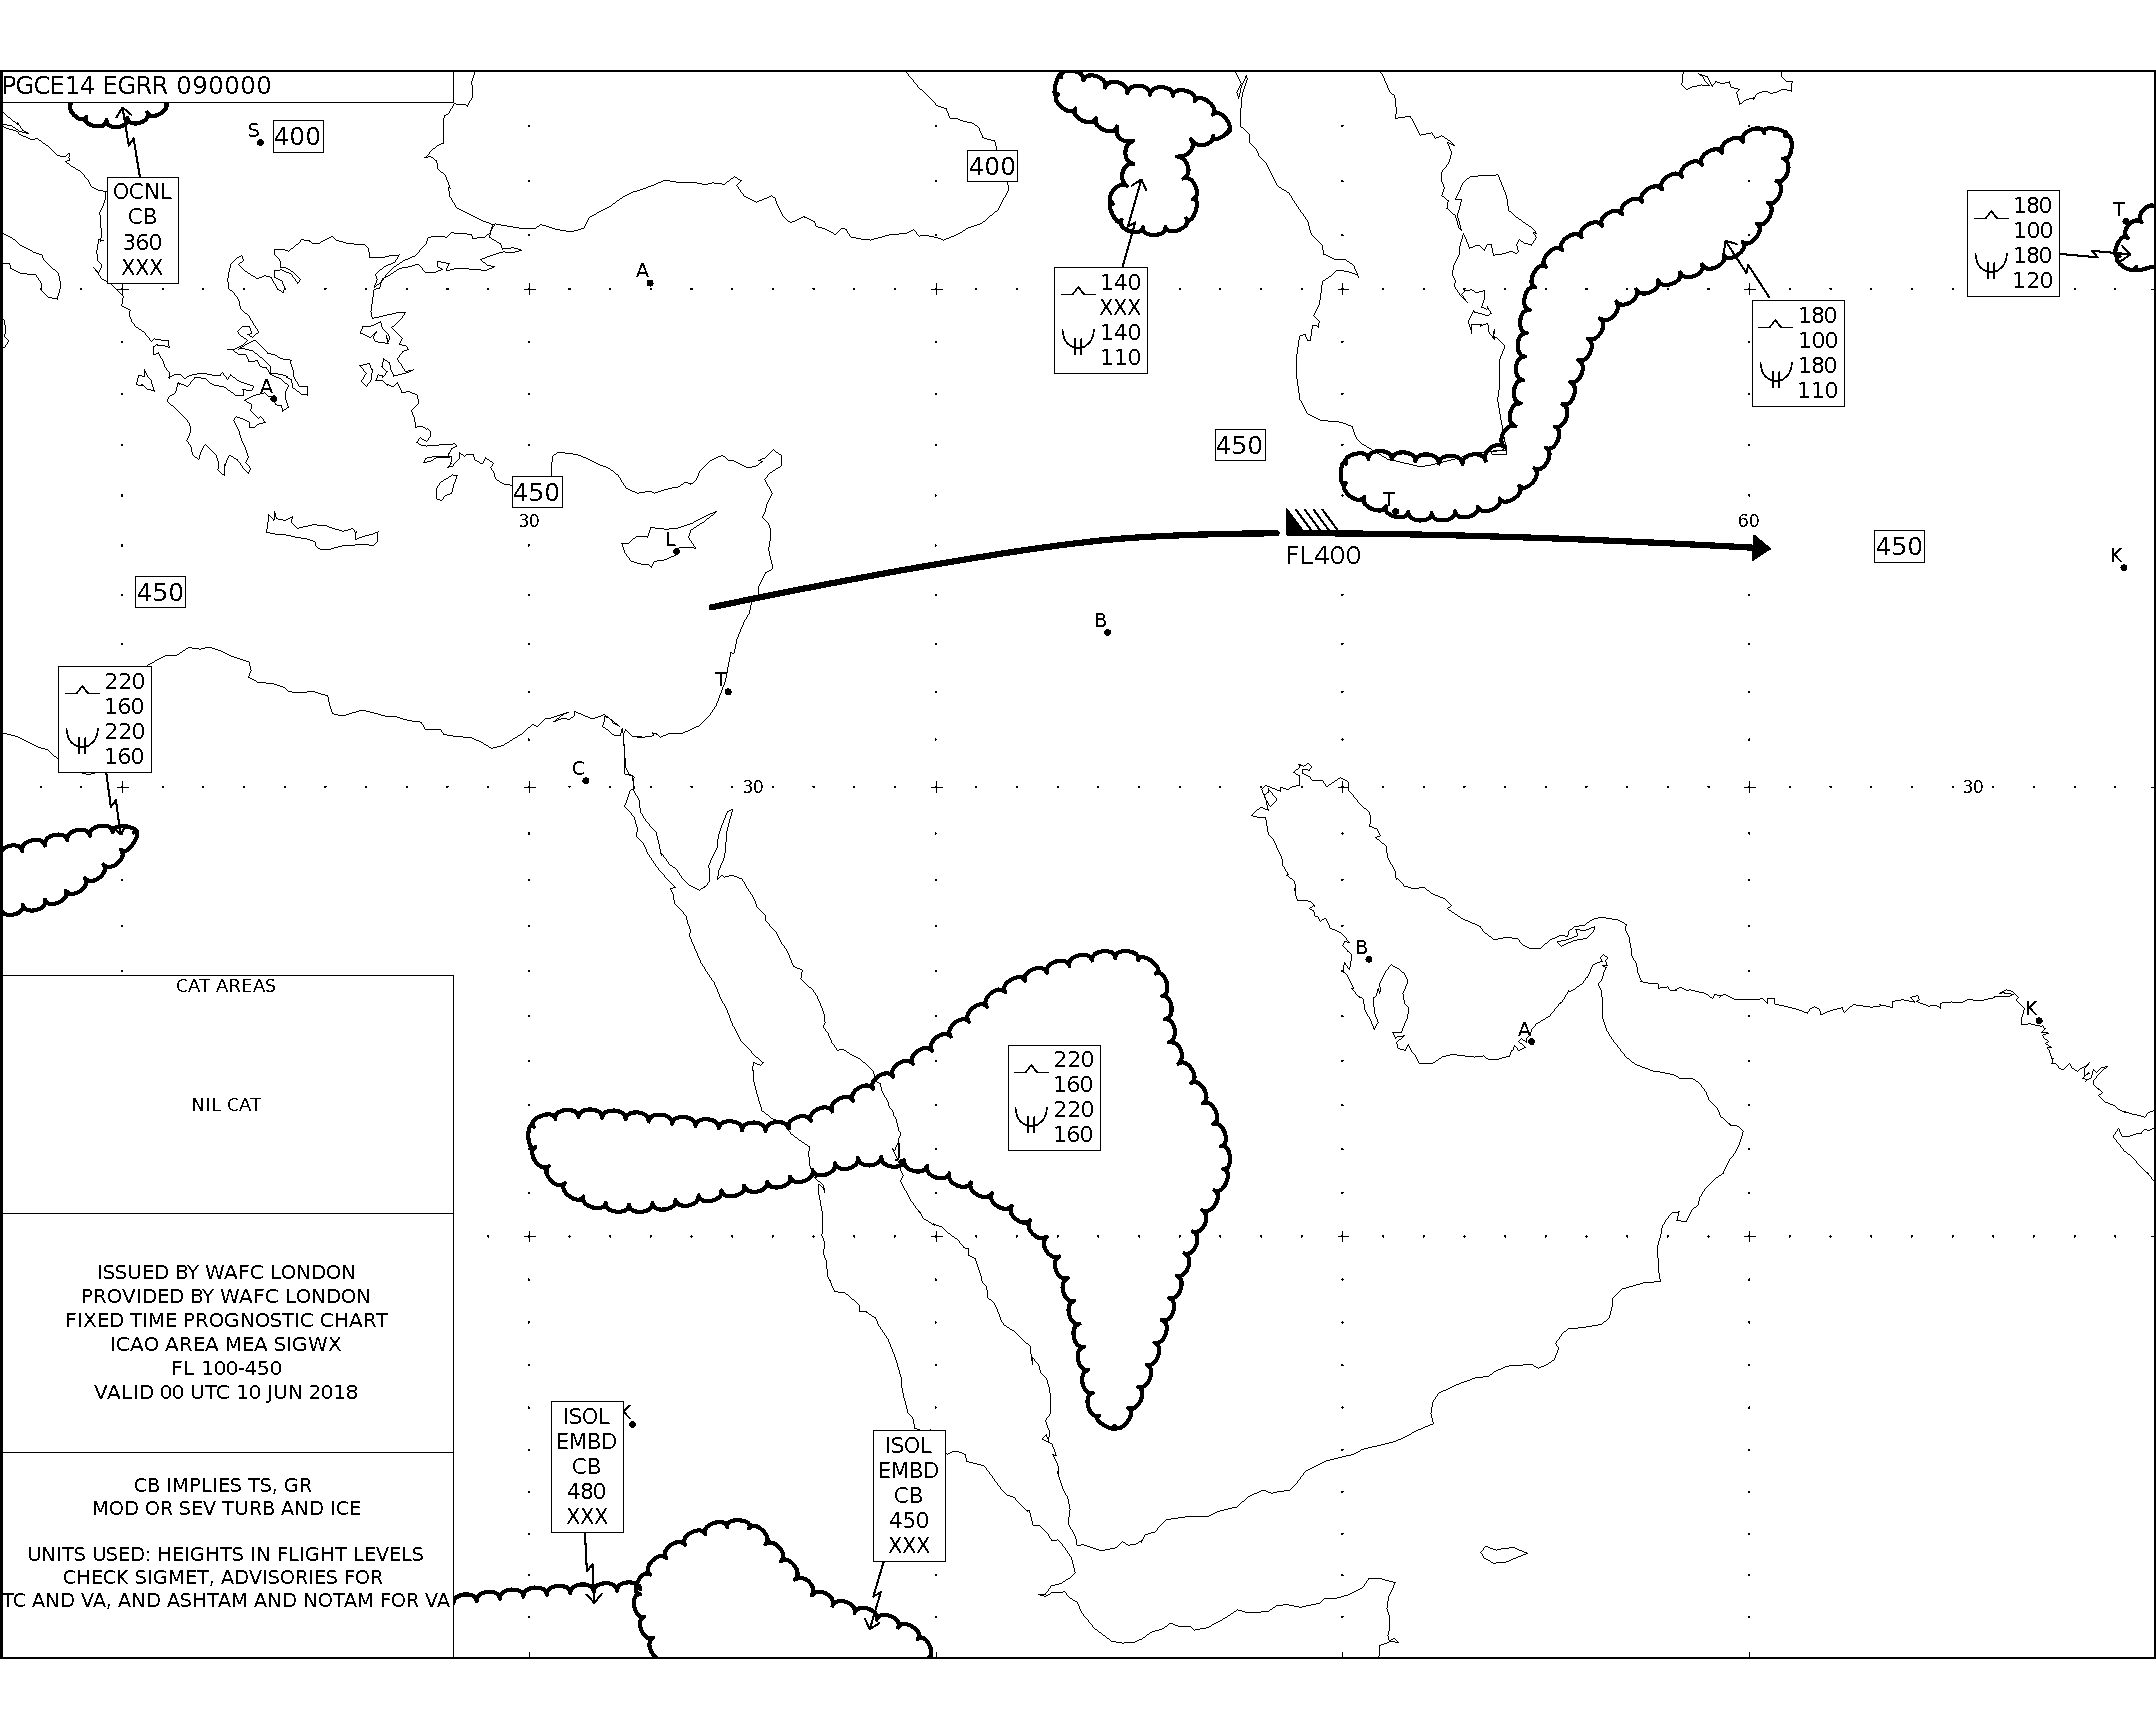 PGCE14 EGRR 090000
S
400
OCNL
CB
360
XXX
400
A
140
XXX
140
110
180
100
180
110
T
180
100
180
120
A
450
450
30
T
60
FL400
450
K
L
450
B
T
220
160
220
160
C
30
30
B
A
K
CAT AREAS
NIL CAT
220
160
220
160
ISSUED BY WAFC LONDON
PROVIDED BY WAFC LONDON
FIXED TIME PROGNOSTIC CHART
ICAO AREA MEA SIGWX
FL 100-450
VALID 00 UTC 10 JUN 2018
K
ISOL
EMBD
CB
480
XXX
ISOL
EMBD
CB
450
XXX
CB IMPLIES TS, GR
MOD OR SEV TURB AND ICE
UNITS USED: HEIGHTS IN FLIGHT LEVELS
CHECK SIGMET, ADVISORIES FOR
TC AND VA, AND ASHTAM AND NOTAM FOR VA